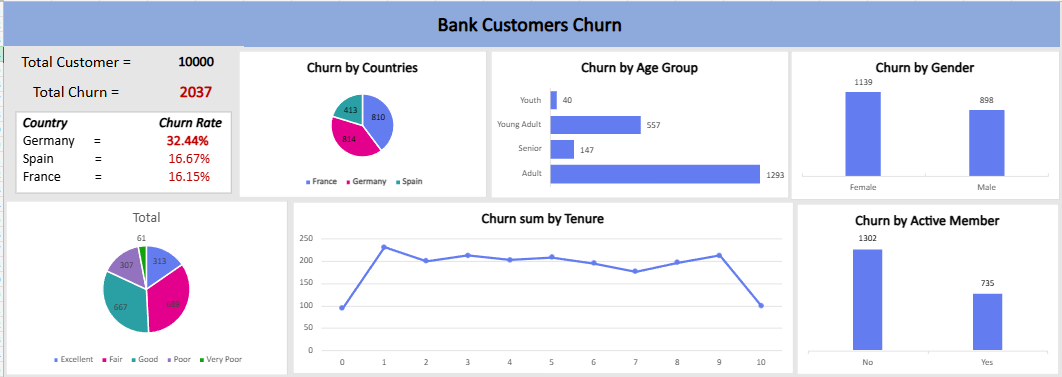 Bank Customers Churn
Total Customer = 10000
Total Churn = 2037
Country Churn Rate
Germany = 32.44%
Spain = 16.67%
France = 16.15%
Churn by Countries
413
810
814
France Germany Spain
Churn by Age Group
Youth 40
Young Adult 557
Senior 147
Adult 1293
Churn by Gender
1139
898
Female Male
Total
61
313
307
667
Excellent Fair Good Poor Very Poor
Churn sum by Tenure
250
200
150
100
50
0
0 1 2 3 4 5 6 7 8 9 10
Churn by Active Member
1302
735
No Yes